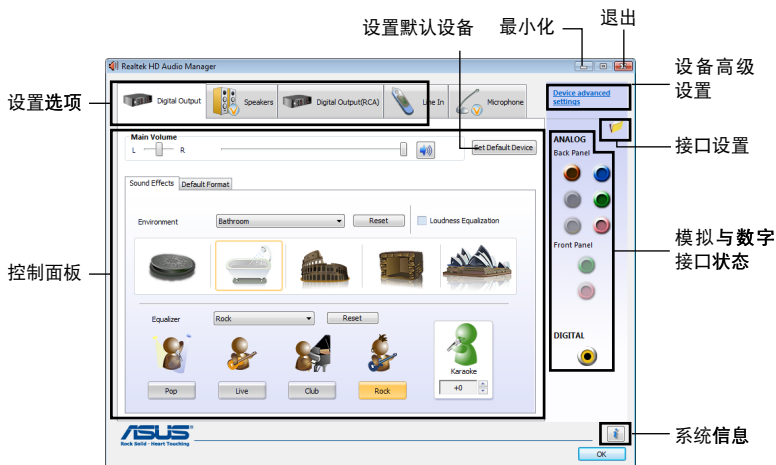 设置默认设备
最小化
退出
Realtek HD Audio Manager
设备高级
设置
设置选项
Digital Output
Speakers
Digital Output(RCA)
Line In
Microphone
Device advanced
settings
接口设置
Main Volume
L
R
Set Default Device
ANALOG
Back Panel
Sound Effects
Default Format
Environment
Bathroom
Reset
Loudness Equalization
模拟与数字
接口状态
Front Panel
控制面板
Equalizer
Rock
Reset
DIGITAL
Karaoke
Pop
Live
Club
Rock
+0
ASUS
Rock Solid - Heart Touching
系统信息
OK